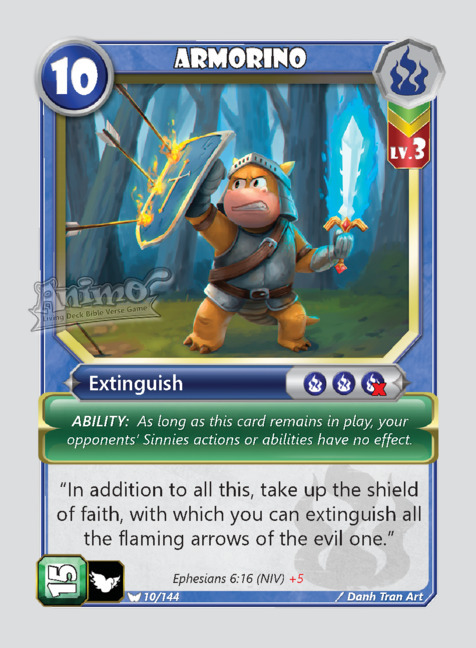 ARMORINO
10
LV.3
Animo
Living Deck Bible Verse Game
Extinguish
ABILITY: As long as this card remains in play, your
opponents' Sinnies actions or abilities have no effect.
“In addition to all this, take up the shield
of faith, with which you can extinguish all
the flaming arrows of the evil one.”
Ephesians 6:16 (NIV) +5
15
10/144
Danh Tran Art